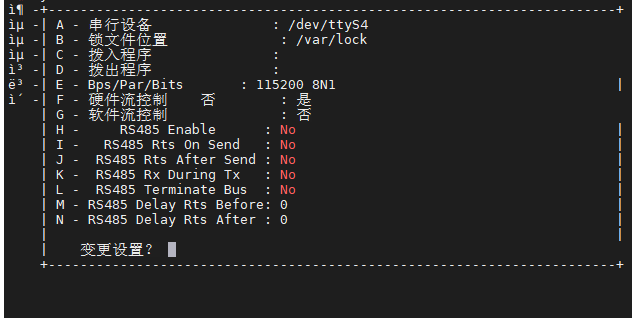 ì¶ -+-----------------------------------------------------------------------+
ìµ -| A - 串行设备 : /dev/ttyS4
ìµ -| B - 锁文件位置 : /var/lock
ìµ -| C - 拨入程序 :
ì³ -| D - 拨出程序 :
ë³ -| E - Bps/Par/Bits : 115200 8N1 |
ì´ -| F - 硬件流控制 否 : 是
| G - 软件流控制 : 否
| H - RS485 Enable : No |
| I - RS485 Rts On Send : No |
| J - RS485 Rts After Send : No |
| K - RS485 Rx During Tx : No |
| L - RS485 Terminate Bus : No |
| M - RS485 Delay Rts Before: 0 |
| N - RS485 Delay Rts After : 0 |
| |
| 变更设置?
+-----------------------------------------------------------------------+